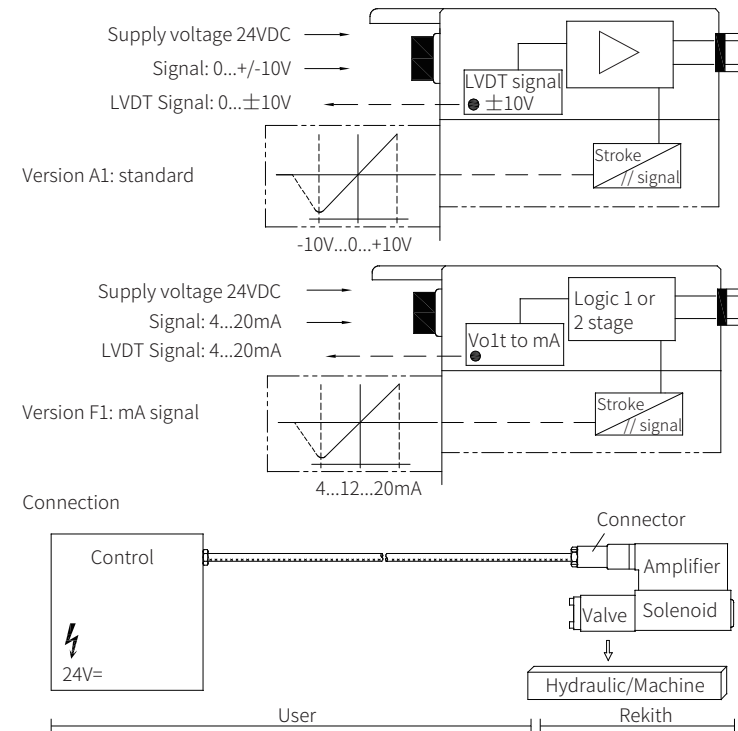 Supply voltage 24VDC
Signal: 0...+/-10V
LVDT Signal: 0...±10V
LVDT signal
±10V
Version A1: standard
Stroke
// signal
-10V...0...+10V
Supply voltage 24VDC
Signal: 4...20mA
LVDT Signal: 4...20mA
Logic 1 or
2 stage
Vo1t to mA
Version F1: mA signal
Stroke
// signal
4...12...20mA
Connection
Connector
Control
Amplifier
Valve
Solenoid
24V=
Hydraulic/Machine
User
Rekith